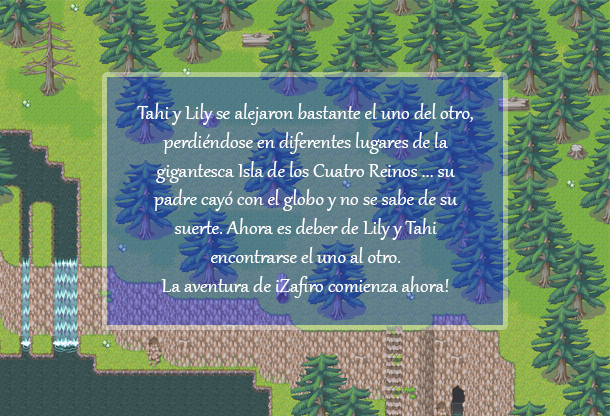 Tahi y Lily se alejaron bastante el uno del otro,
perdiéndose en diferentes lugares de la
gigantesca Isla de los Cuatro Reinos ... su
padre cayó con el globo y no se sabe de su
suerte. Ahora es deber de Lily y Tahi
encontrarse el uno al otro.
La aventura de iZafiro comienza ahora!